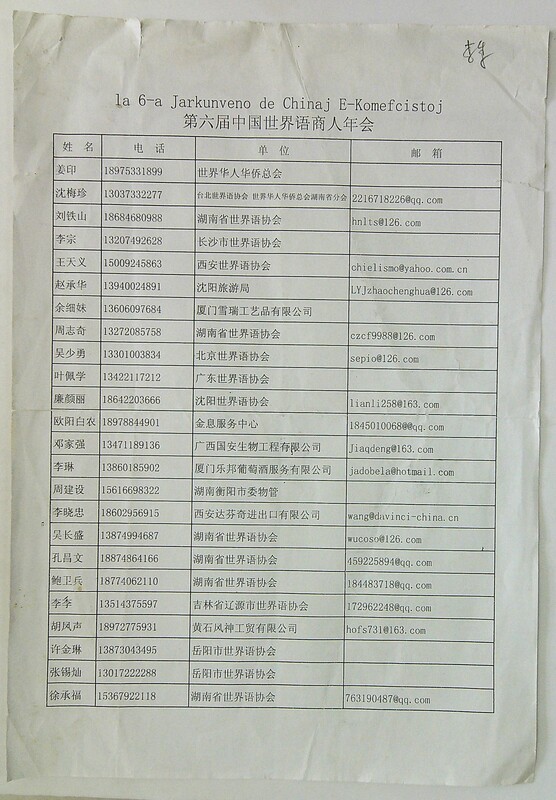 la 6-a Jarkunveno de Chinaj E-Komefcistoj
第六届中国世界语商人年会
姓 名 电 话 单 位 邮 箱
姜印 18975331899 世界华人华侨总会
沈梅珍 13037332277 台北世界语协会 世界华人华侨总会湖南省分会 2216718226@qq.com
刘铁山 18684680988 湖南省世界语协会 hnlts@126.com
李宗 13207492628 长沙市世界语协会
王天义 15009245863 西安世界语协会 chielismo@yahoo.com.cn
赵承华 13940024891 沈阳旅游局 LYJzhaochenghua@126.com
余细妹 13606097684 厦门雪瑞工艺品有限公司
周志奇 13272085758 湖南省世界语协会 czcf9988@126.com
吴少勇 13301003834 北京世界语协会 sepio@126.com
叶佩学 13422117212 广东世界语协会
廉颜丽 18642203666 沈阳世界语协会 lianli258@163.com
欧阳白农 18978844901 金息服务中心 1845010068@@qq.com
邓家强 13471189136 广西国安生物工程有限公司 Jiaqdeng@163.com
李琳 13860185902 厦门乐邦葡萄酒服务有限公司 jadobela@hotmail.com
周建设 15616698322 湖南衡阳市委物管
李晓忠 18602956915 西安达芬奇进出口有限公司 wang@davinci-china.cn
吴长盛 13874994687 湖南省世界语协会 wucoso@126.com
孔昌文 18874864166 湖南省世界语协会 459225894@qq.com
鲍卫兵 18774062110 湖南省世界语协会 184483718@qq.com
李季 13514375597 吉林省辽源市世界语协会 172962248@qq.com
胡凤声 18972775931 黄石风神工贸有限公司 hofs731@163.com
许金琳 13873043495 岳阳市世界语协会
张锡灿 13017222288 岳阳市世界语协会
徐承福 15367922118 湖南省世界语协会 763190487@qq.com